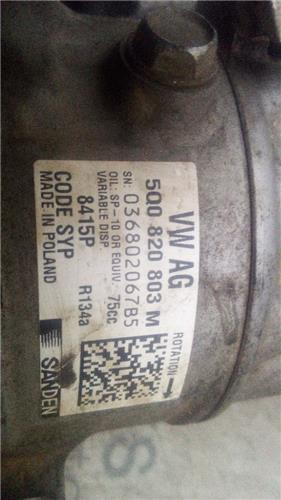 VW AG
5Q0 820 803 M
SN: 036802067B5
OIL: SP-10 OR EQUIV. 75CC
VARIABLE DISP.
8415P R134a
CODE SYP
MADE IN POLAND
ROTATION
SANDEN
S